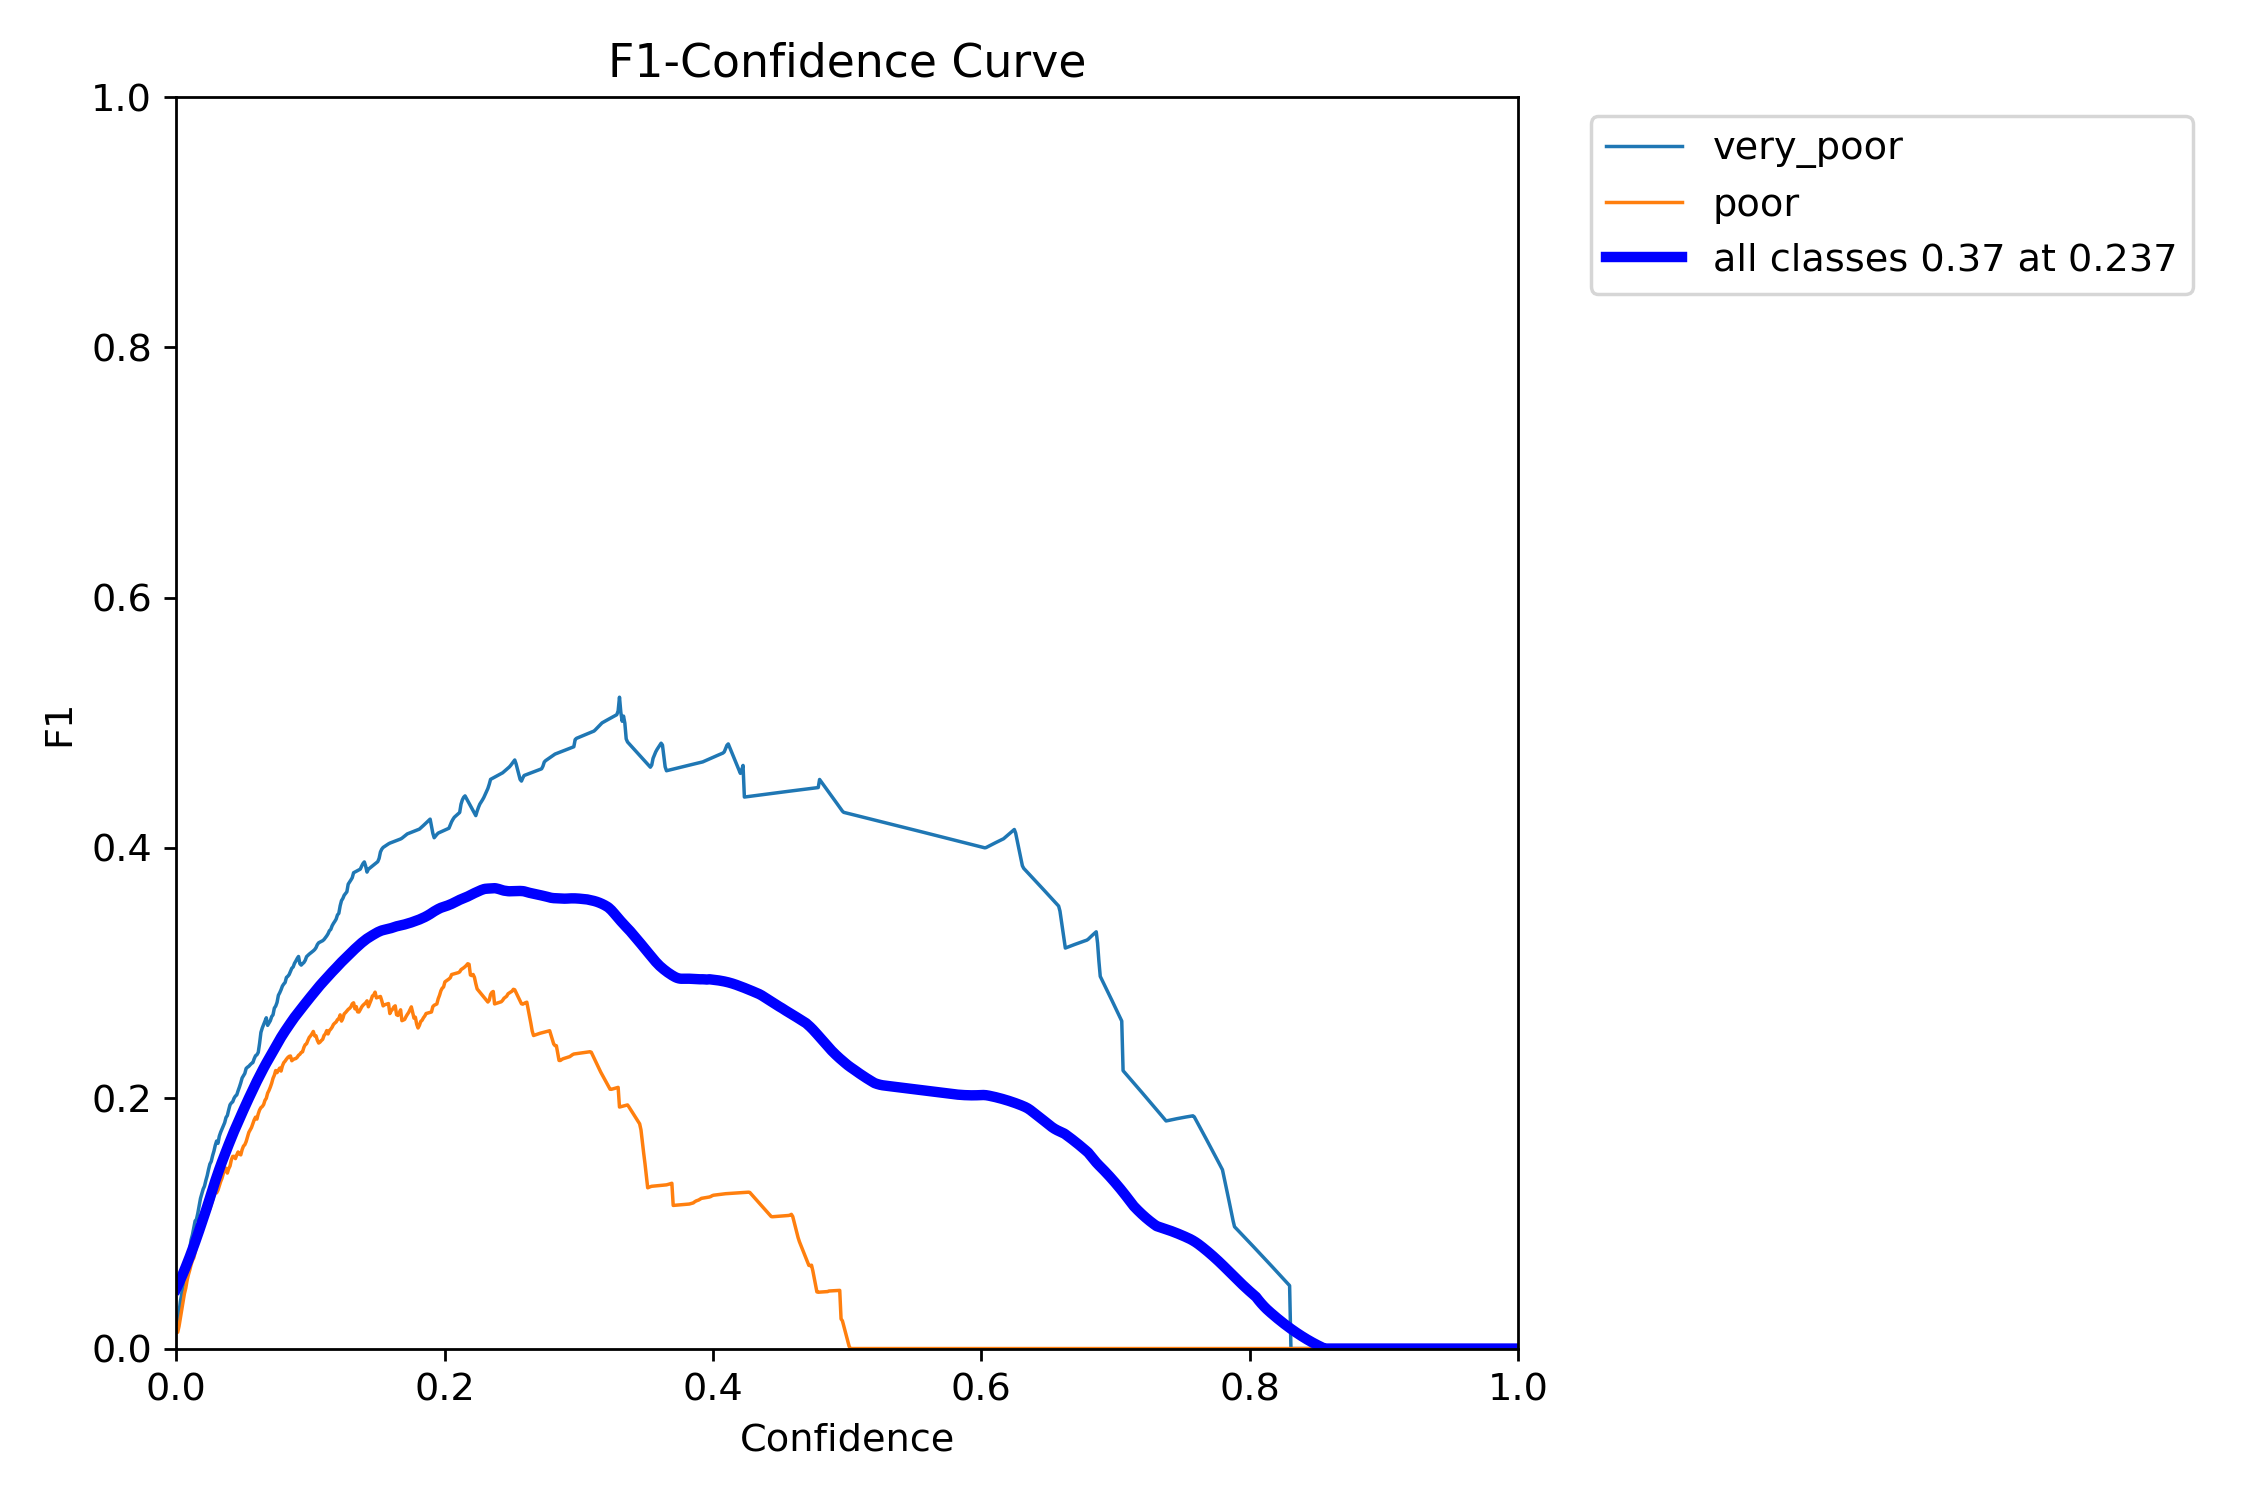 F1-Confidence Curve
1.0
0.8
0.6
0.4
0.2
0.0
F1
0.0 0.2 0.4 0.6 0.8 1.0
Confidence
very_poor
poor
all classes 0.37 at 0.237